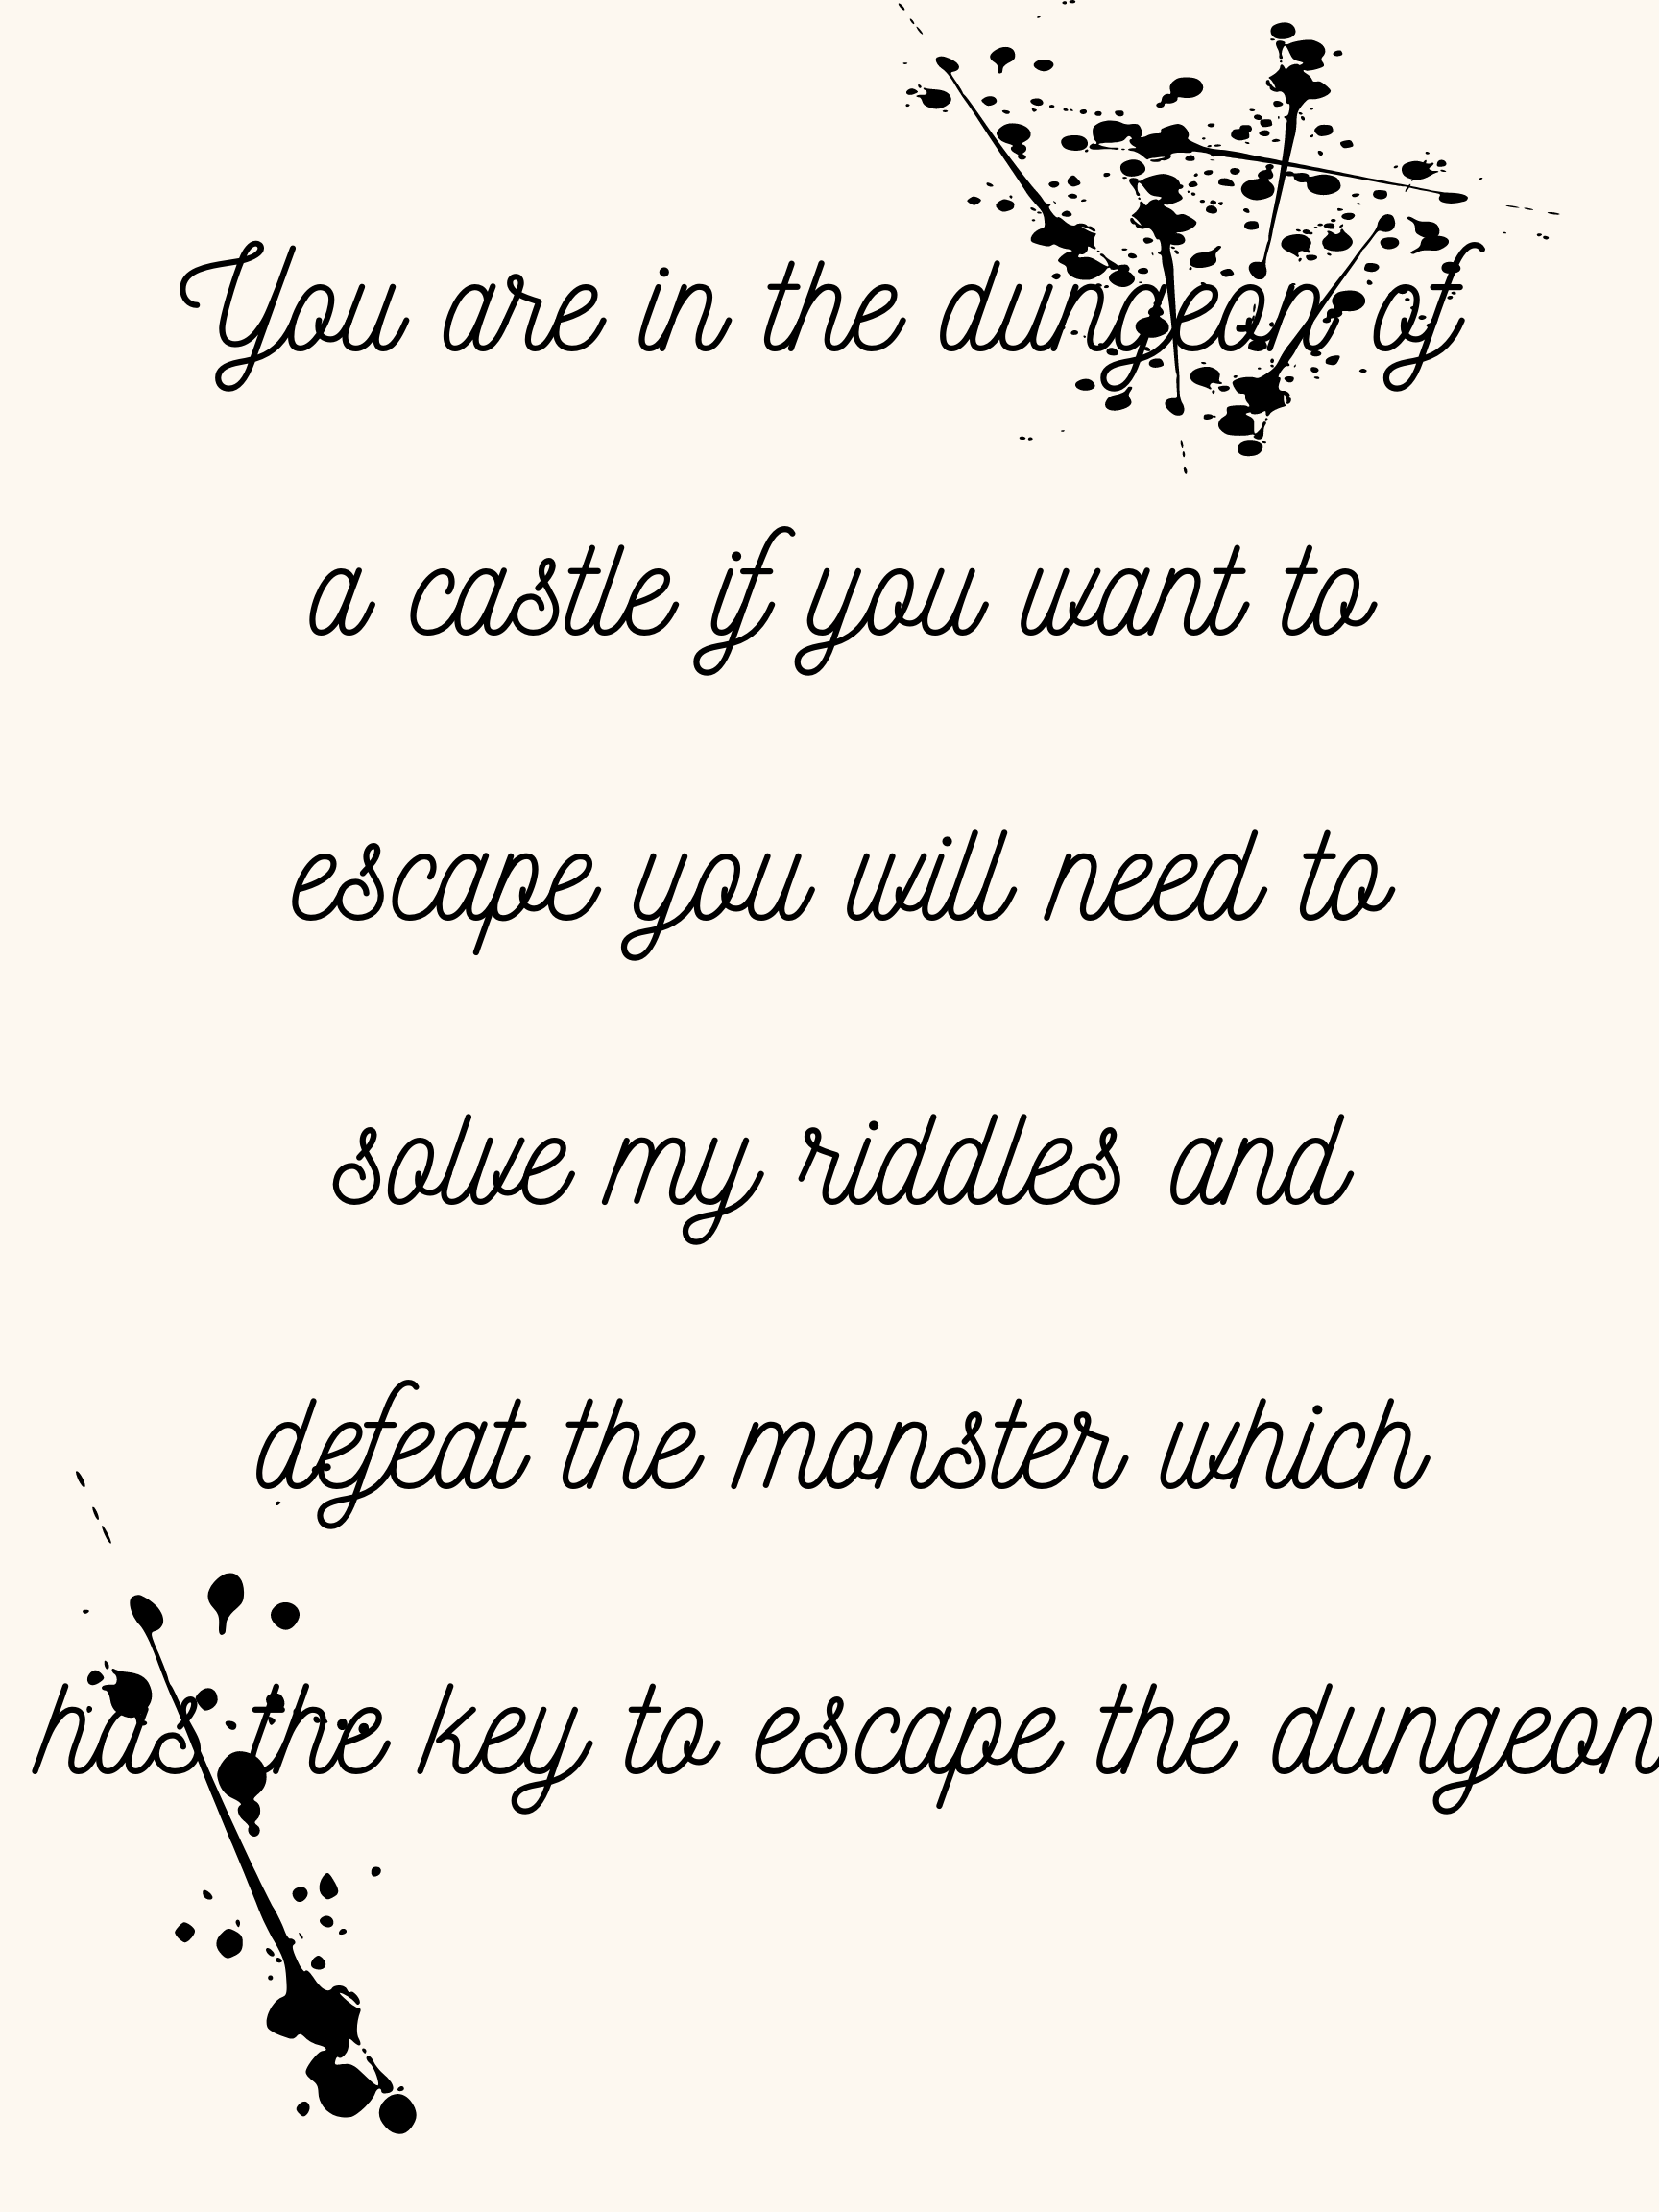 You are in the dungeon of
a castle if you want to
escape you will need to
solve my riddles and
defeat the monster which
has the key to escape the dungeon